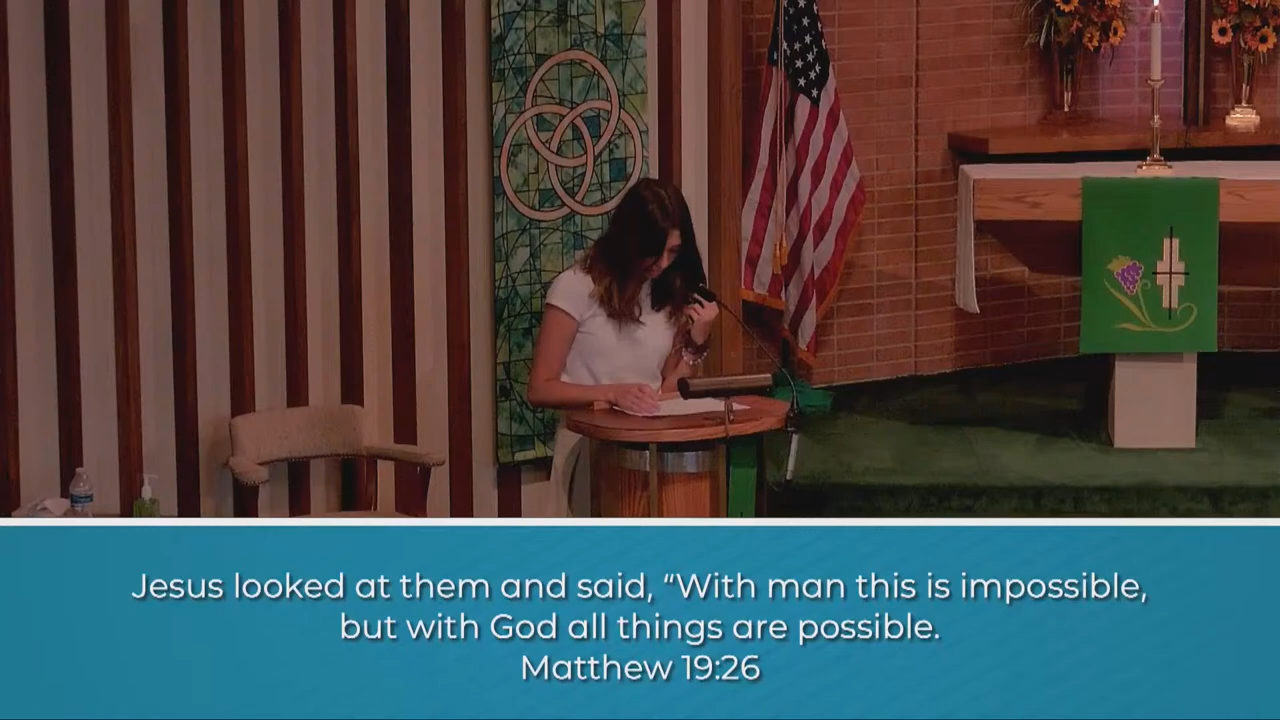 Jesus looked at them and said, “With man this is impossible,
but with God all things are possible.
Matthew 19:26